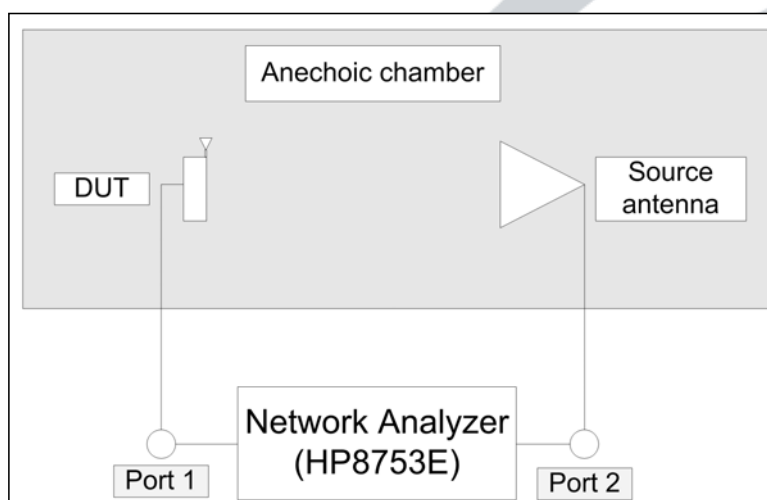 Anechoic chamber
DUT
Source
antenna
Network Analyzer
(HP8753E)
Port 1
Port 2